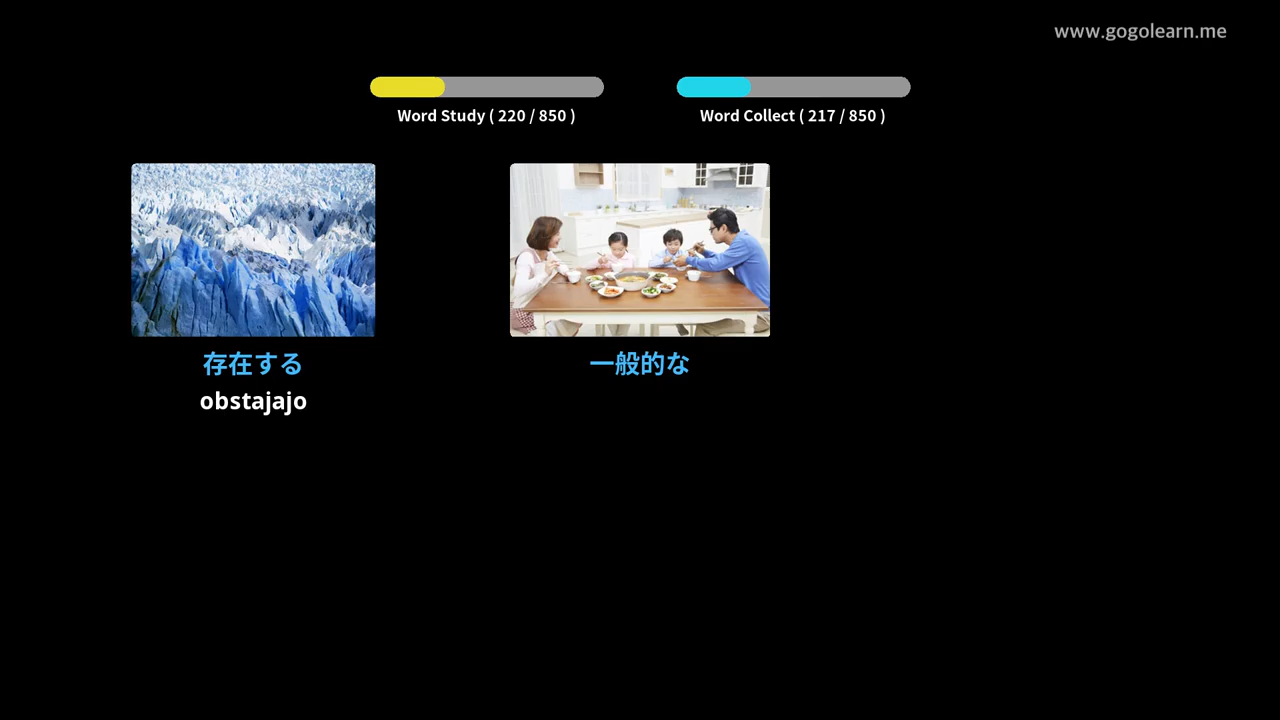 www.gogolearn.me
Word Study ( 220 / 850 )
Word Collect ( 217 / 850 )
存在する
obstajajo
一般的な